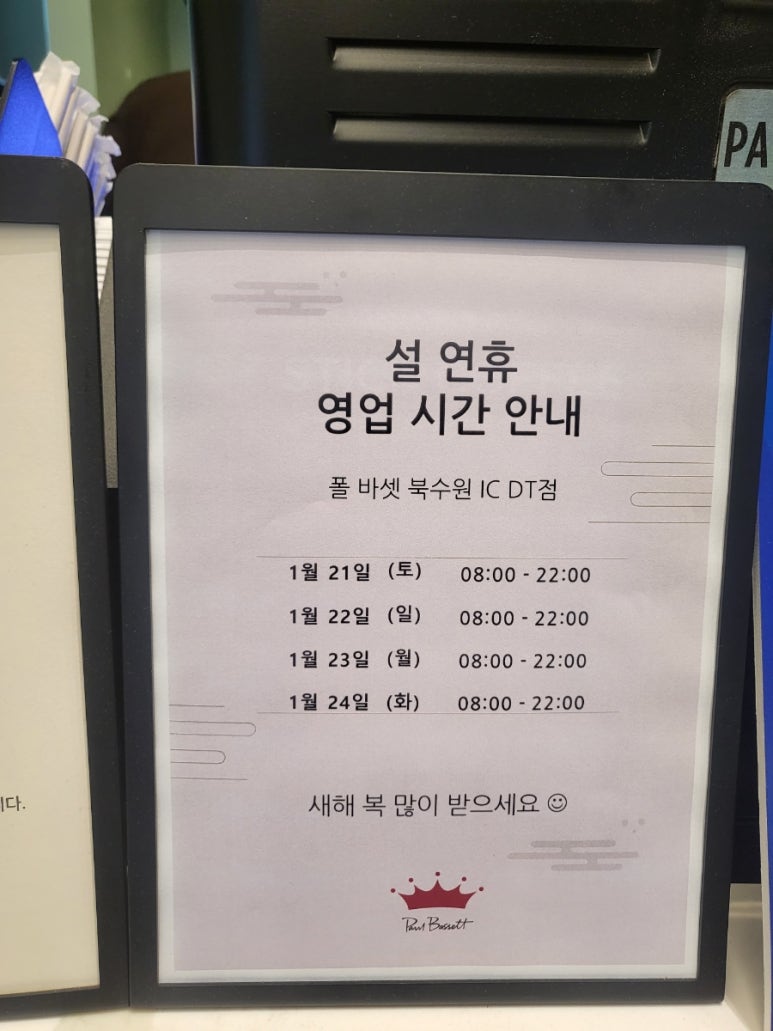 PA
설 연휴
영업 시간 안내
폴 바셋 북수원 IC DT점
1월 21일 (토) 08:00 - 22:00
1월 22일 (일) 08:00 - 22:00
1월 23일 (월) 08:00 - 22:00
1월 24일 (화) 08:00 - 22:00
새해 복 많이 받으세요 ☺
다.
Paul Bassett